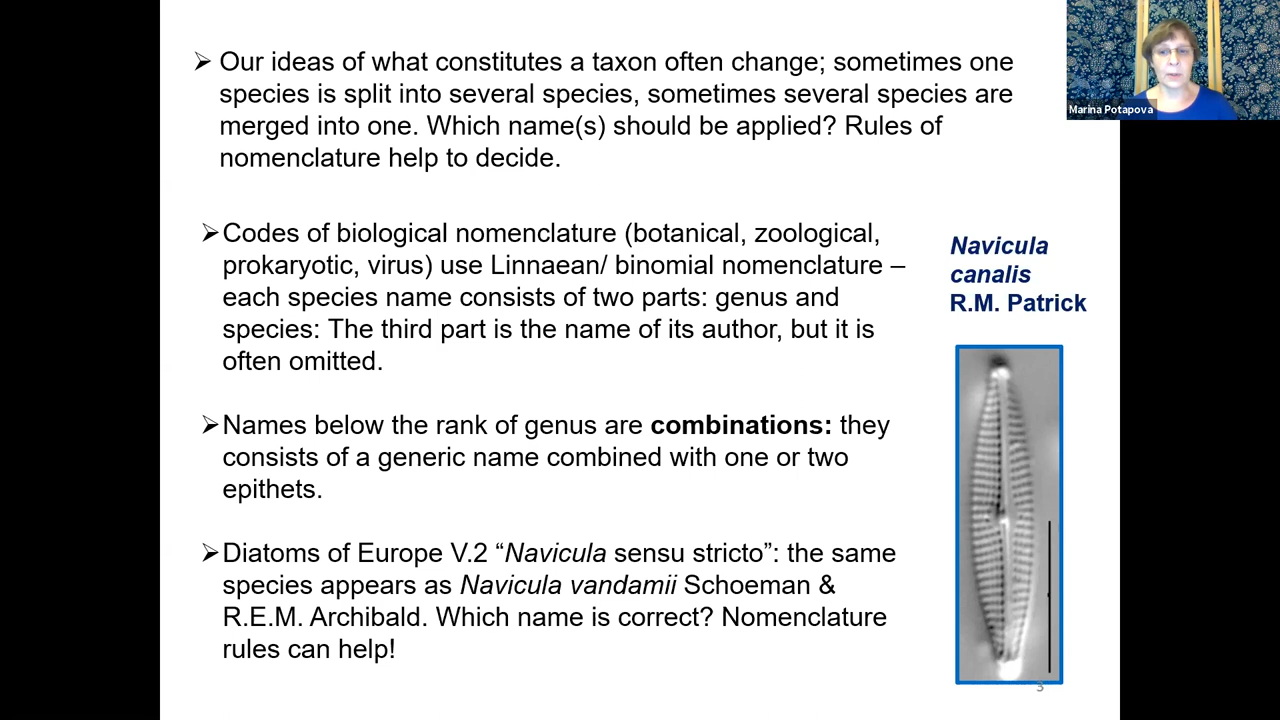 ➢ Our ideas of what constitutes a taxon often change; sometimes one
species is split into several species, sometimes several species are
merged into one. Which name(s) should be applied? Rules of
nomenclature help to decide.
Marina Potapova
➢Codes of biological nomenclature (botanical, zoological,
prokaryotic, virus) use Linnaean/ binomial nomenclature –
each species name consists of two parts: genus and
species: The third part is the name of its author, but it is
often omitted.
➢Names below the rank of genus are combinations: they
consists of a generic name combined with one or two
epithets.
➢Diatoms of Europe V.2 “Navicula sensu stricto”: the same
species appears as Navicula vandamii Schoeman &
R.E.M. Archibald. Which name is correct? Nomenclature
rules can help!
Navicula
canalis
R.M. Patrick
3